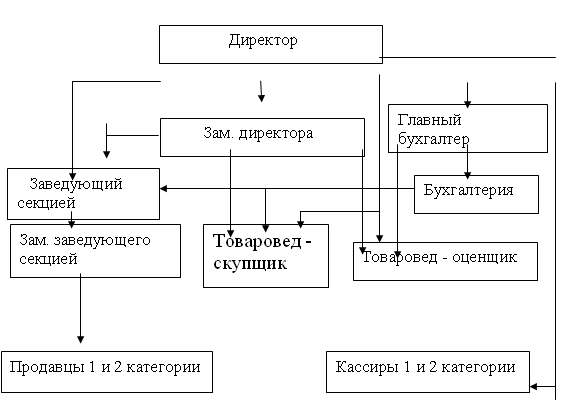 Директор
Зам. директора
Главный
бухгалтер
Заведующий
секцией
Бухгалтерия
Зам. заведующего
секцией
Товаровед -
скупщик
Товаровед - оценщик
Продавцы 1 и 2 категории
Кассиры 1 и 2 категории